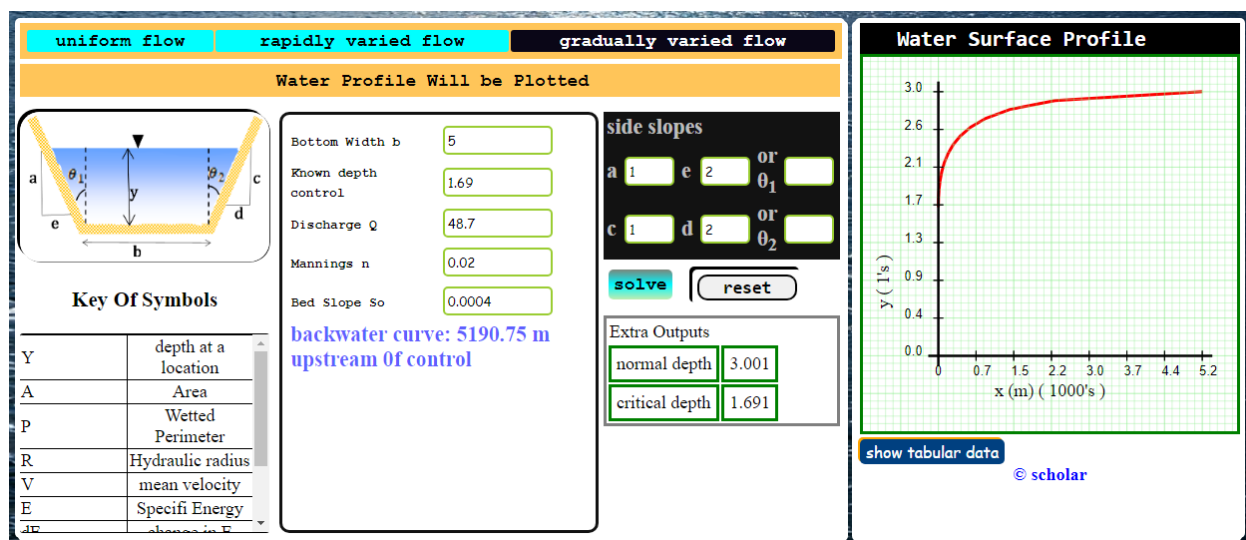 uniform flow
rapidly varied flow
gradually varied flow
Water Profile Will be Plotted
a
θ1
y
θ2
c
e
d
b
Key Of Symbols
Y depth at a location
A Area
P Wetted Perimeter
R Hydraulic radius
V mean velocity
E Specifi Energy
dE change in E
Bottom Width b 5
Known depth control 1.69
Discharge Q 48.7
Mannings n 0.02
Bed Slope So 0.0004
backwater curve: 5190.75 m
upstream 0f control
side slopes
a 1 e 2 or θ1
c 1 d 2 or θ2
solve
reset
Extra Outputs
normal depth 3.001
critical depth 1.691
Water Surface Profile
3.0
2.6
2.1
1.7
1.3
0.9
0.4
0.0
y ( 1's )
0 0.7 1.5 2.2 3.0 3.7 4.4 5.2
x (m) ( 1000's )
show tabular data
© scholar